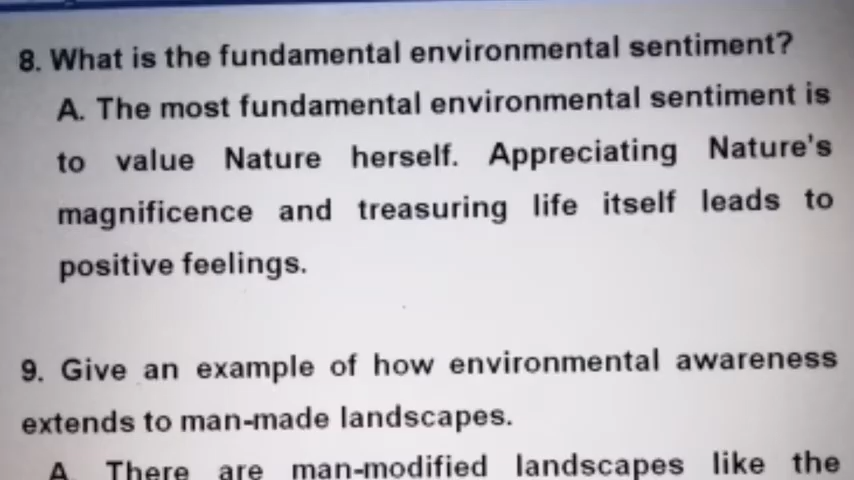 8. What is the fundamental environmental sentiment?
A. The most fundamental environmental sentiment is
to value Nature herself. Appreciating Nature's
magnificence and treasuring life itself leads to
positive feelings.
9. Give an example of how environmental awareness
extends to man-made landscapes.
A There are man-modified landscapes like the